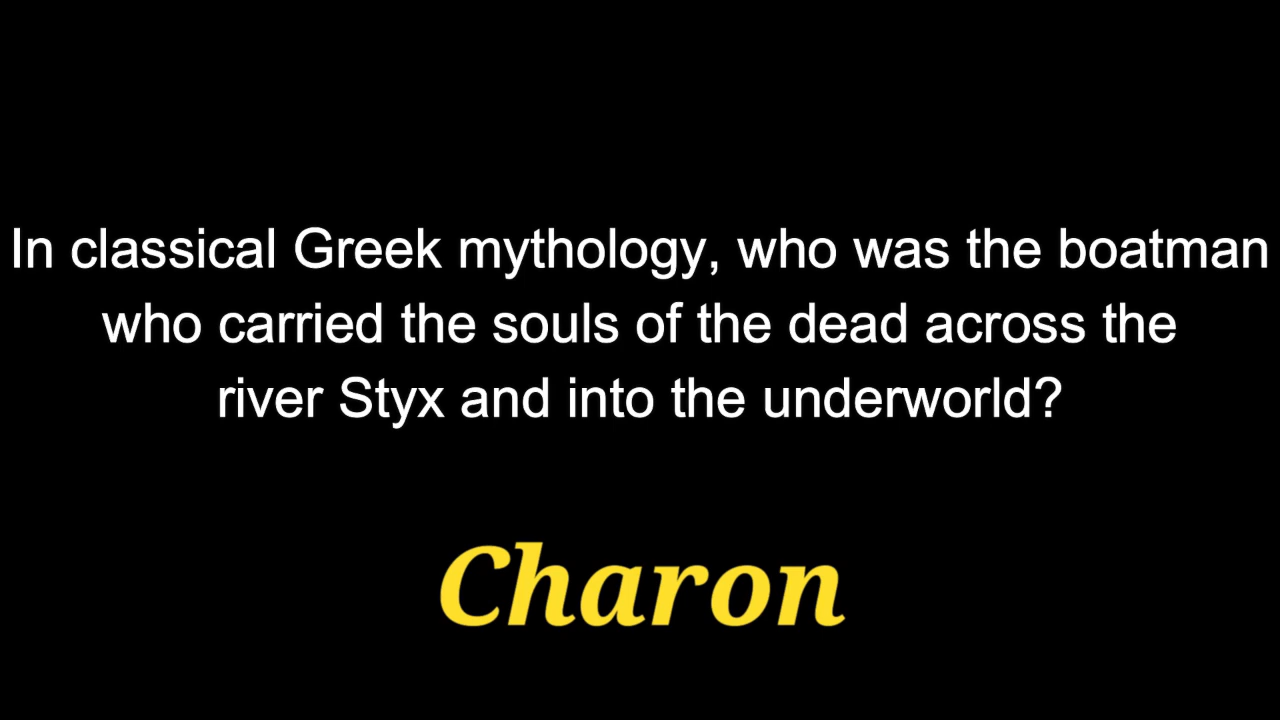 In classical Greek mythology, who was the boatman
who carried the souls of the dead across the
river Styx and into the underworld?
Charon